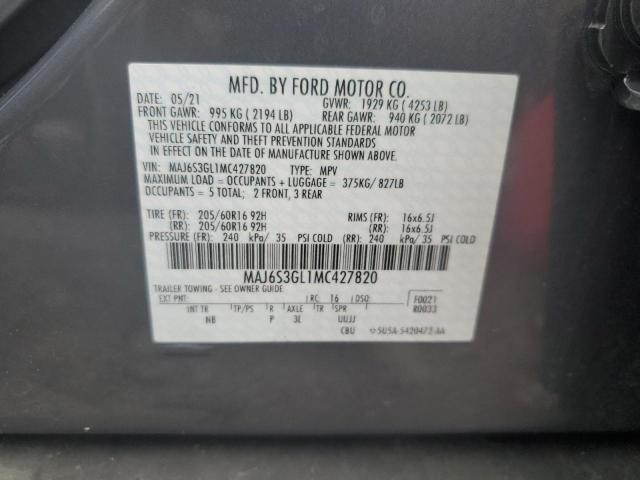 MFD. BY FORD MOTOR CO.
DATE: 05/21 GVWR: 1929 KG ( 4253 LB)
FRONT GAWR: 995 KG ( 2194 LB) REAR GAWR: 940 KG ( 2072 LB)
THIS VEHICLE CONFORMS TO ALL APPLICABLE FEDERAL MOTOR
VEHICLE SAFETY AND THEFT PREVENTION STANDARDS
IN EFFECT ON THE DATE OF MANUFACTURE SHOWN ABOVE.
VIN: MAJ6S3GL1MC427820 TYPE: MPV
MAXIMUM LOAD = OCCUPANTS + LUGGAGE = 375KG/ 827LB
OCCUPANTS = 5 TOTAL; 2 FRONT, 3 REAR
TIRE (FR): 205/60R16 92H RIMS (FR): 16x6.5J
(RR): 205/60R16 92H (RR): 16x6.5J
PRESSURE (FR) 240 kPa/ 35 PSI COLD (RR) 240 kPa/ 35 PSI COLD
MAJ6S3GL1MC427820
TRAILER TOWING - SEE OWNER GUIDE.
EXT PNT: RC: 16 DSO: F0021
INT TR TP/PS R AXLE TR SPR R0033
NB P 3L UUJJ
CBU 5U5A-5420472-AA